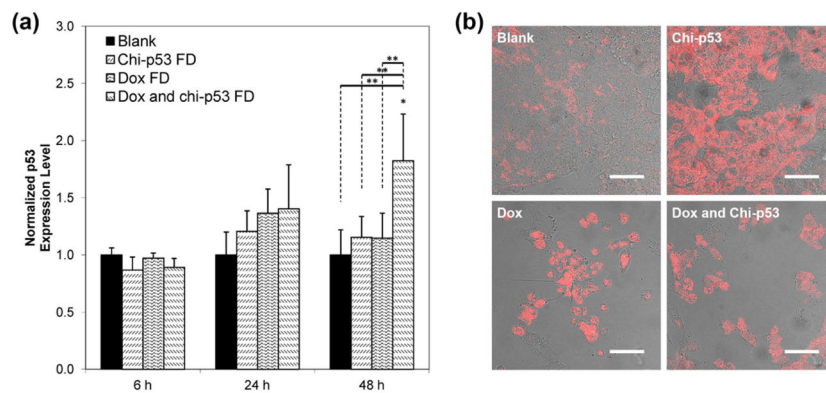 (a)
Normalized p53
Expression Level
3.0
2.5
2.0
1.5
1.0
0.5
0.0
Blank
Chi-p53 FD
Dox FD
Dox and chi-p53 FD
**
**
**
*
6 h
24 h
48 h
(b)
Blank
Chi-p53
Dox
Dox and Chi-p53